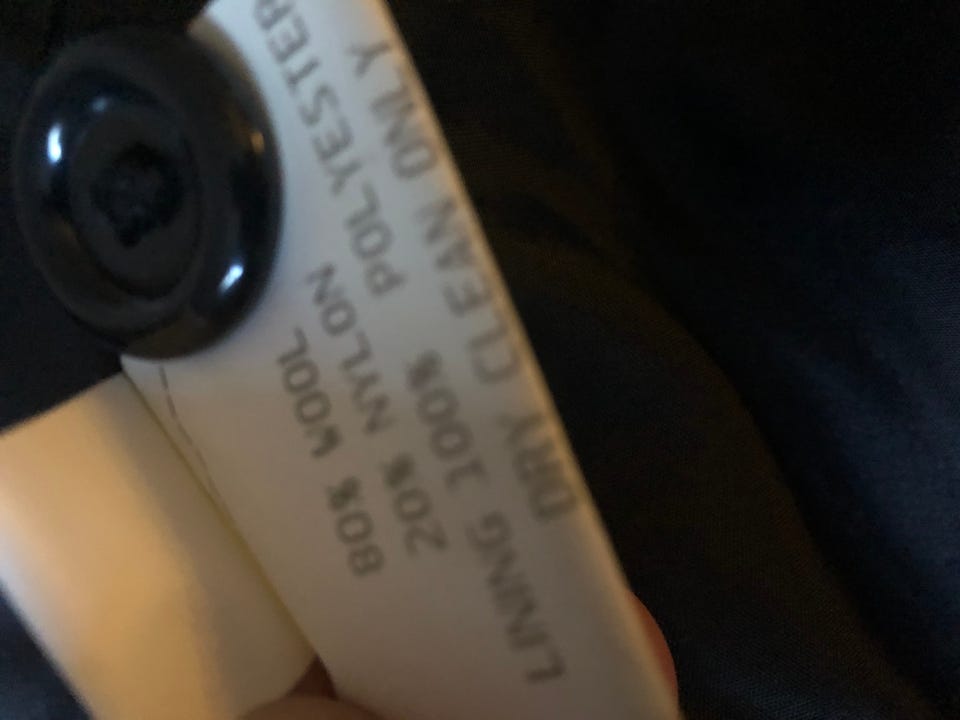 80% WOOL
20% NYLON
LINING 100%
POLYESTER
DRY CLEAN ONLY